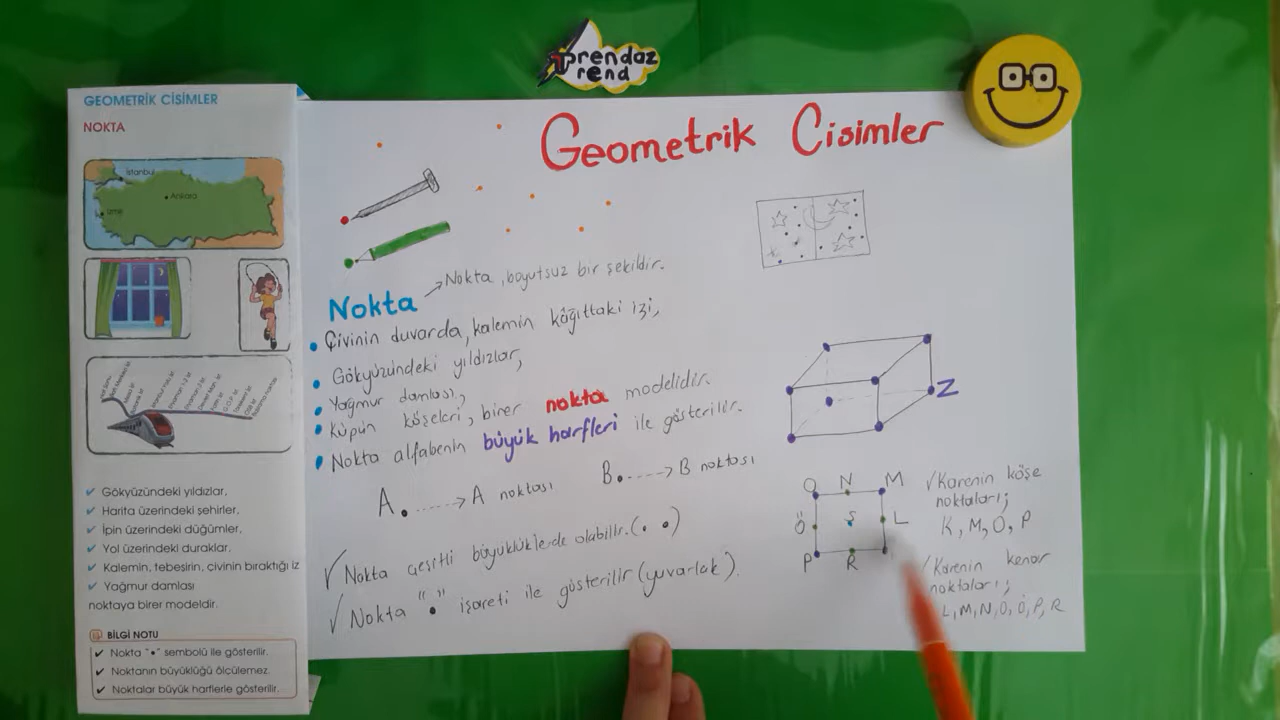 Prendaz
rend
GEOMETRİK CİSİMLER
NOKTA
İstanbul
Ankara
İzmir
✔ Gökyüzündeki yıldızlar,
✔ Harita üzerindeki şehirler,
✔ İpin üzerindeki düğümler,
✔ Yol üzerindeki duraklar,
✔ Kalemin, tebeşirin, çivinin bıraktığı iz
✔ Yağmur damlası
noktaya birer modeldir.
BİLGİ NOTU
✔ Nokta "•" sembolü ile gösterilir.
✔ Noktanın büyüklüğü ölçülemez.
✔ Noktalar büyük harflerle gösterilir.
Geometrik Cisimler
Nokta → Nokta, boyutsuz bir şekildir.
• Çivinin duvarda, kalemin kâğıttaki izi,
• Gökyüzündeki yıldızlar,
• Yağmur damlası,
• Küpün köşeleri, birer nokta modelidir.
• Nokta alfabenin büyük harfleri ile gösterilir.
A. ......→ A noktası B. .....→ B noktası
✓ Nokta çeşitli büyüklüklerde olabilir. (• •)
✓ Nokta "•" işareti ile gösterilir (yuvarlak).
Z
O N M
Ö S L
P R
✓ Karenin köşe
noktaları;
K, M, O, P
✓ Karenin kenar
noktaları;
L, M, N, O, Ö, P, R